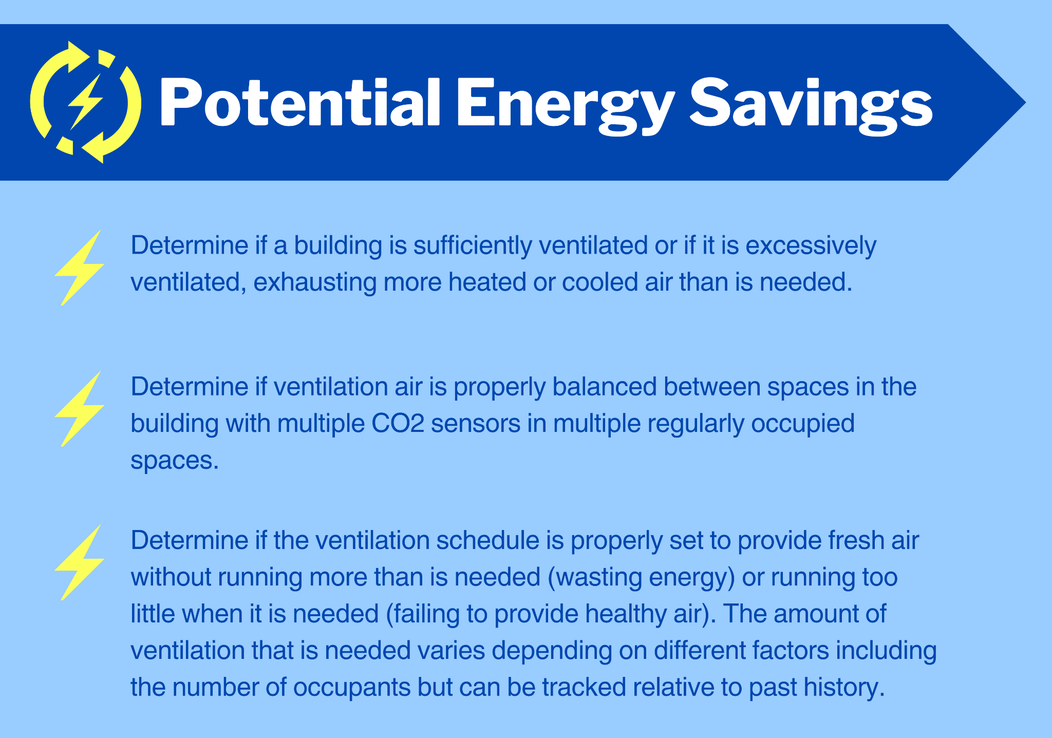 Potential Energy Savings
Determine if a building is sufficiently ventilated or if it is excessively
ventilated, exhausting more heated or cooled air than is needed.
Determine if ventilation air is properly balanced between spaces in the
building with multiple CO2 sensors in multiple regularly occupied
spaces.
Determine if the ventilation schedule is properly set to provide fresh air
without running more than is needed (wasting energy) or running too
little when it is needed (failing to provide healthy air). The amount of
ventilation that is needed varies depending on different factors including
the number of occupants but can be tracked relative to past history.